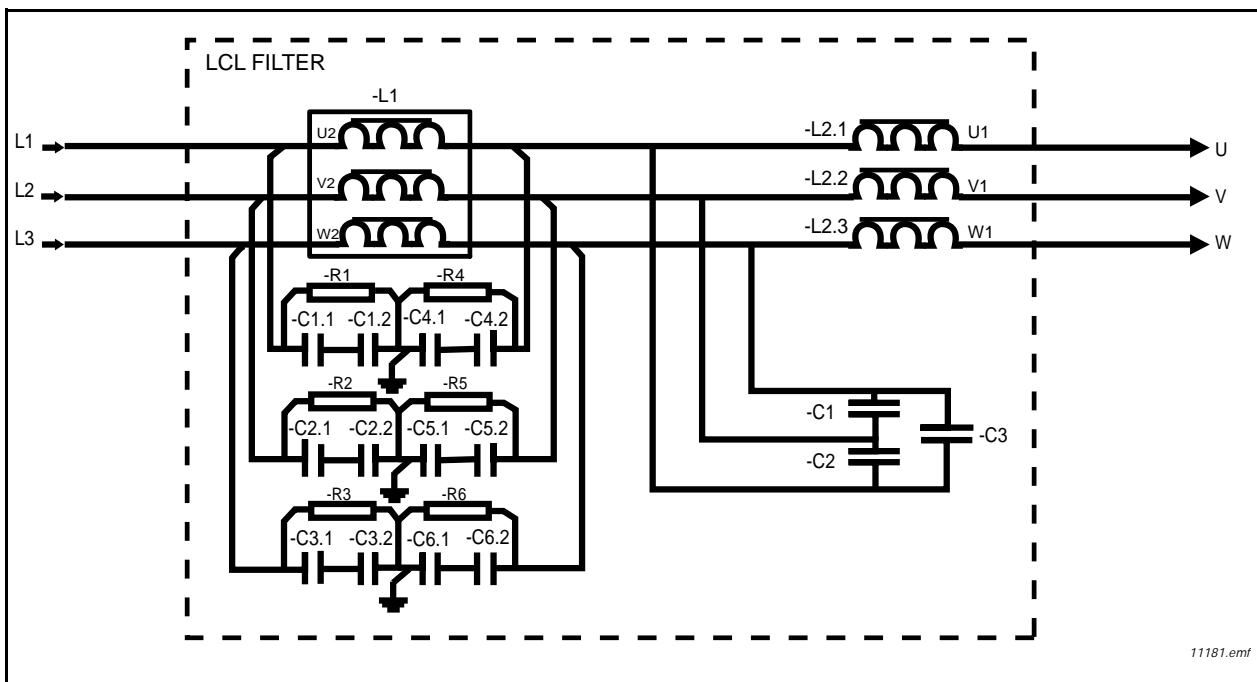 LCL FILTER
-L1
L1
U2
-L2.1
U1
U
L2
V2
-L2.2
V1
V
L3
W2
-L2.3
W1
W
-R1
-R4
-C1.1
-C1.2
-C4.1
-C4.2
-R2
-R5
-C2.1
-C2.2
-C5.1
-C5.2
-C1
-C3
-C2
-R3
-R6
-C3.1
-C3.2
-C6.1
-C6.2
11181.emf